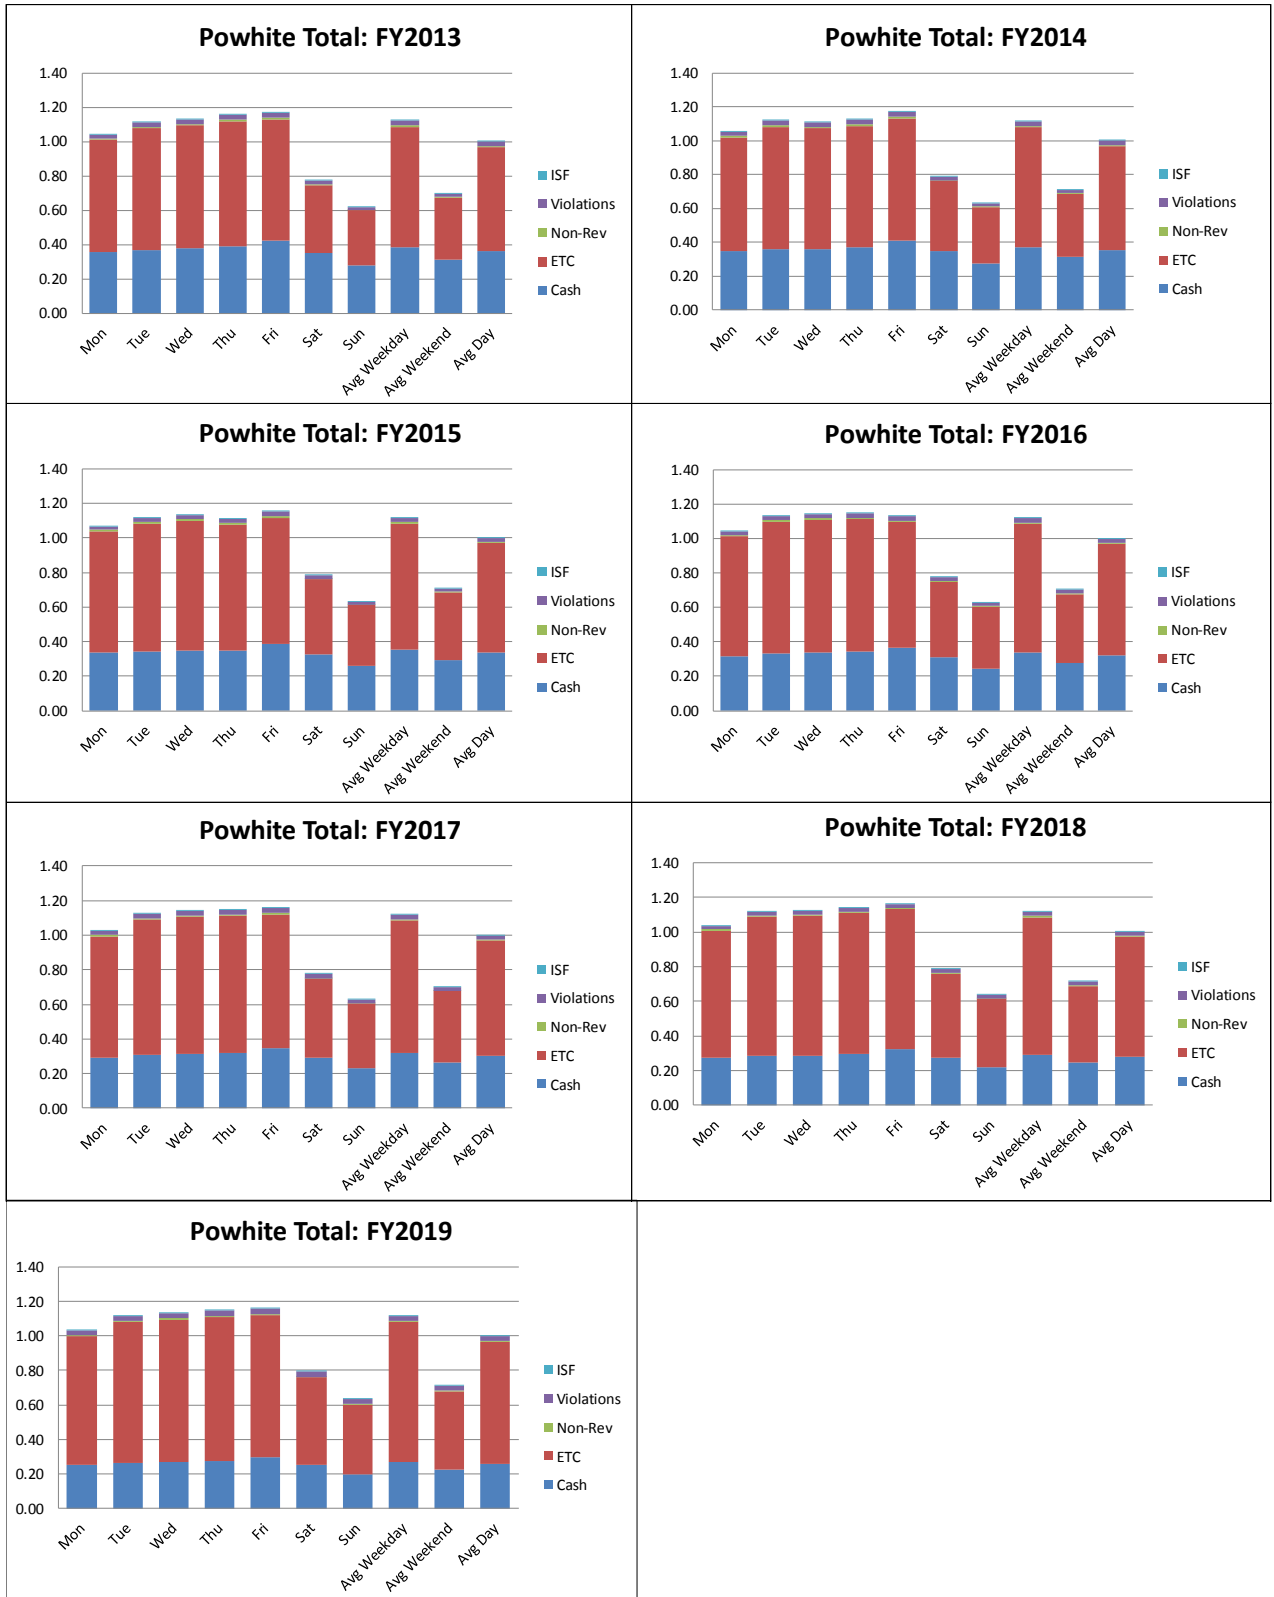 Powhite Total: FY2013
1.40
1.20
1.00
0.80
0.60
0.40
0.20
0.00
Mon
Tue
Wed
Thu
Fri
Sat
Sun
Avg Weekday
Avg Weekend
Avg Day
ISF
Violations
Non-Rev
ETC
Cash
Powhite Total: FY2014
1.40
1.20
1.00
0.80
0.60
0.40
0.20
0.00
Mon
Tue
Wed
Thu
Fri
Sat
Sun
Avg Weekday
Avg Weekend
Avg Day
ISF
Violations
Non-Rev
ETC
Cash
Powhite Total: FY2015
1.40
1.20
1.00
0.80
0.60
0.40
0.20
0.00
Mon
Tue
Wed
Thu
Fri
Sat
Sun
Avg Weekday
Avg Weekend
Avg Day
ISF
Violations
Non-Rev
ETC
Cash
Powhite Total: FY2016
1.40
1.20
1.00
0.80
0.60
0.40
0.20
0.00
Mon
Tue
Wed
Thu
Fri
Sat
Sun
Avg Weekday
Avg Weekend
Avg Day
ISF
Violations
Non-Rev
ETC
Cash
Powhite Total: FY2017
1.40
1.20
1.00
0.80
0.60
0.40
0.20
0.00
Mon
Tue
Wed
Thu
Fri
Sat
Sun
Avg Weekday
Avg Weekend
Avg Day
ISF
Violations
Non-Rev
ETC
Cash
Powhite Total: FY2018
1.40
1.20
1.00
0.80
0.60
0.40
0.20
0.00
Mon
Tue
Wed
Thu
Fri
Sat
Sun
Avg Weekday
Avg Weekend
Avg Day
ISF
Violations
Non-Rev
ETC
Cash
Powhite Total: FY2019
1.40
1.20
1.00
0.80
0.60
0.40
0.20
0.00
Mon
Tue
Wed
Thu
Fri
Sat
Sun
Avg Weekday
Avg Weekend
Avg Day
ISF
Violations
Non-Rev
ETC
Cash